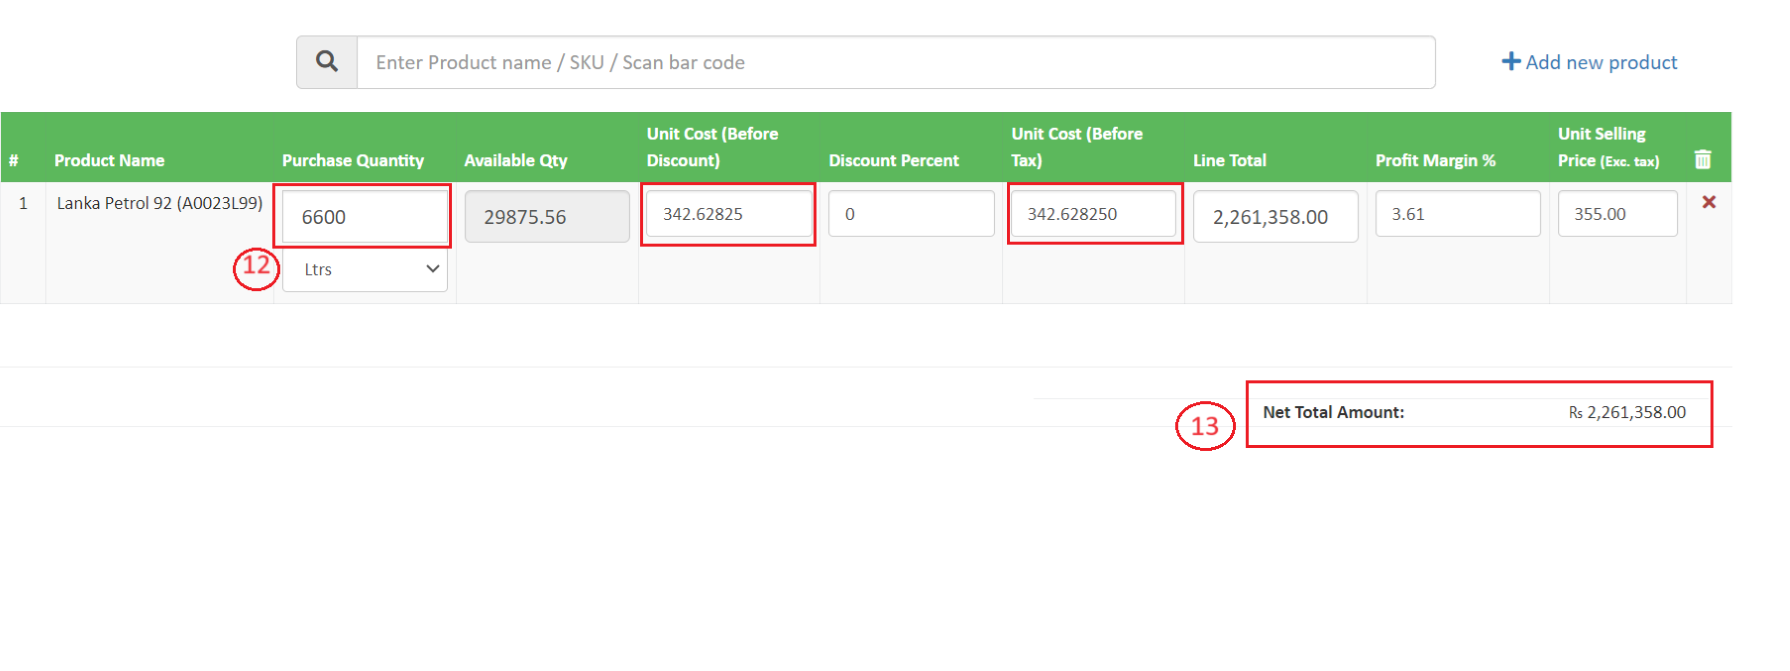 Enter Product name / SKU / Scan bar code
Add new product
# Product Name Purchase Quantity Available Qty Unit Cost (Before Discount) Discount Percent Unit Cost (Before Tax) Line Total Profit Margin % Unit Selling Price (Exc. tax)
1 Lanka Petrol 92 (A0023L99) 6600 29875.56 342.62825 0 342.628250 2,261,358.00 3.61 355.00
12 Ltrs
13 Net Total Amount: Rs 2,261,358.00